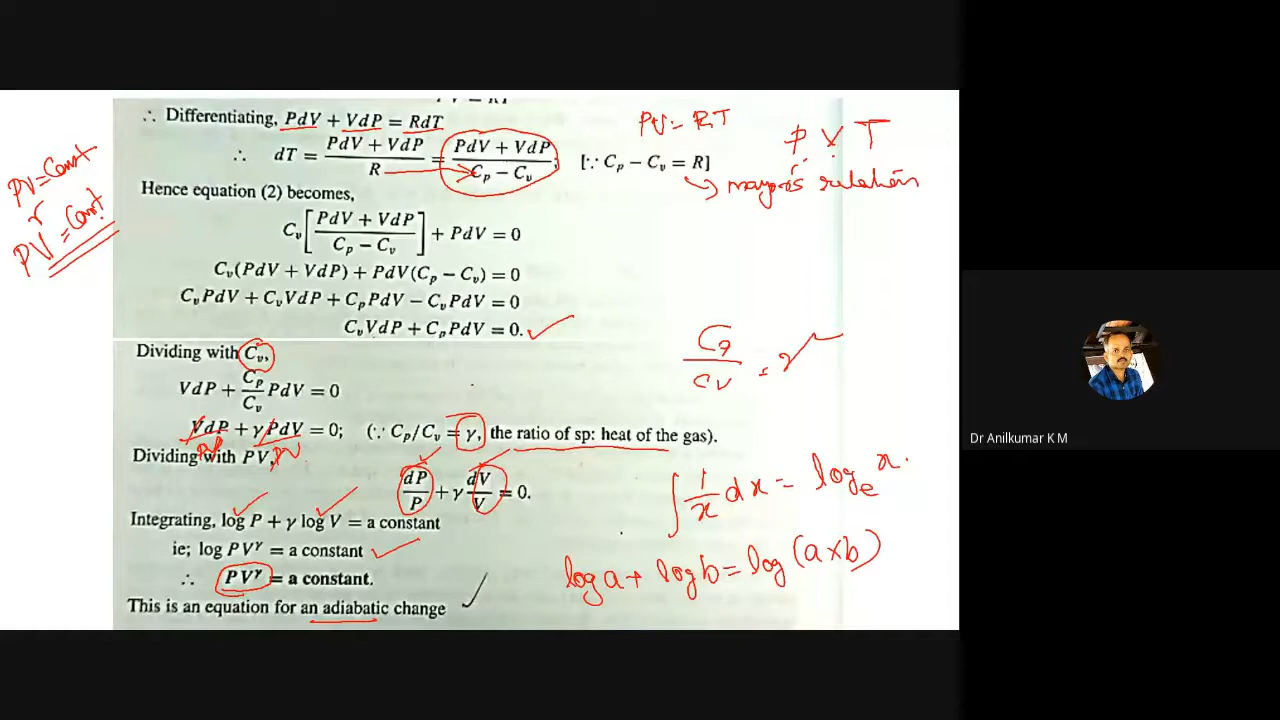 ∴ Differentiating, PdV + VdP = RdT
∴ dT = (PdV + VdP)/R = (PdV + VdP)/(Cp − Cv); [∵ Cp − Cv = R]
Hence equation (2) becomes,
Cv[(PdV + VdP)/(Cp − Cv)] + PdV = 0
Cv(PdV + VdP) + PdV(Cp − Cv) = 0
CvPdV + CvVdP + CpPdV − CvPdV = 0
CvVdP + CpPdV = 0.
Dividing with Cv,
VdP + (Cp/Cv) PdV = 0
VdP + γPdV = 0; (∵ Cp/Cv = γ, the ratio of sp: heat of the gas).
PV PV
Dividing with PV,
dP/P + γ dV/V = 0.
Integrating, log P + γ log V = a constant
ie; log PV^γ = a constant
∴ PV^γ = a constant.
This is an equation for an adiabatic change
PV = Const
PV^γ = Const
PV = RT
P V T
relation
Cp/Cv = γ
∫ 1/x dx = log_e x.
log a + log b = log (a×b)
Dr Anilkumar K M